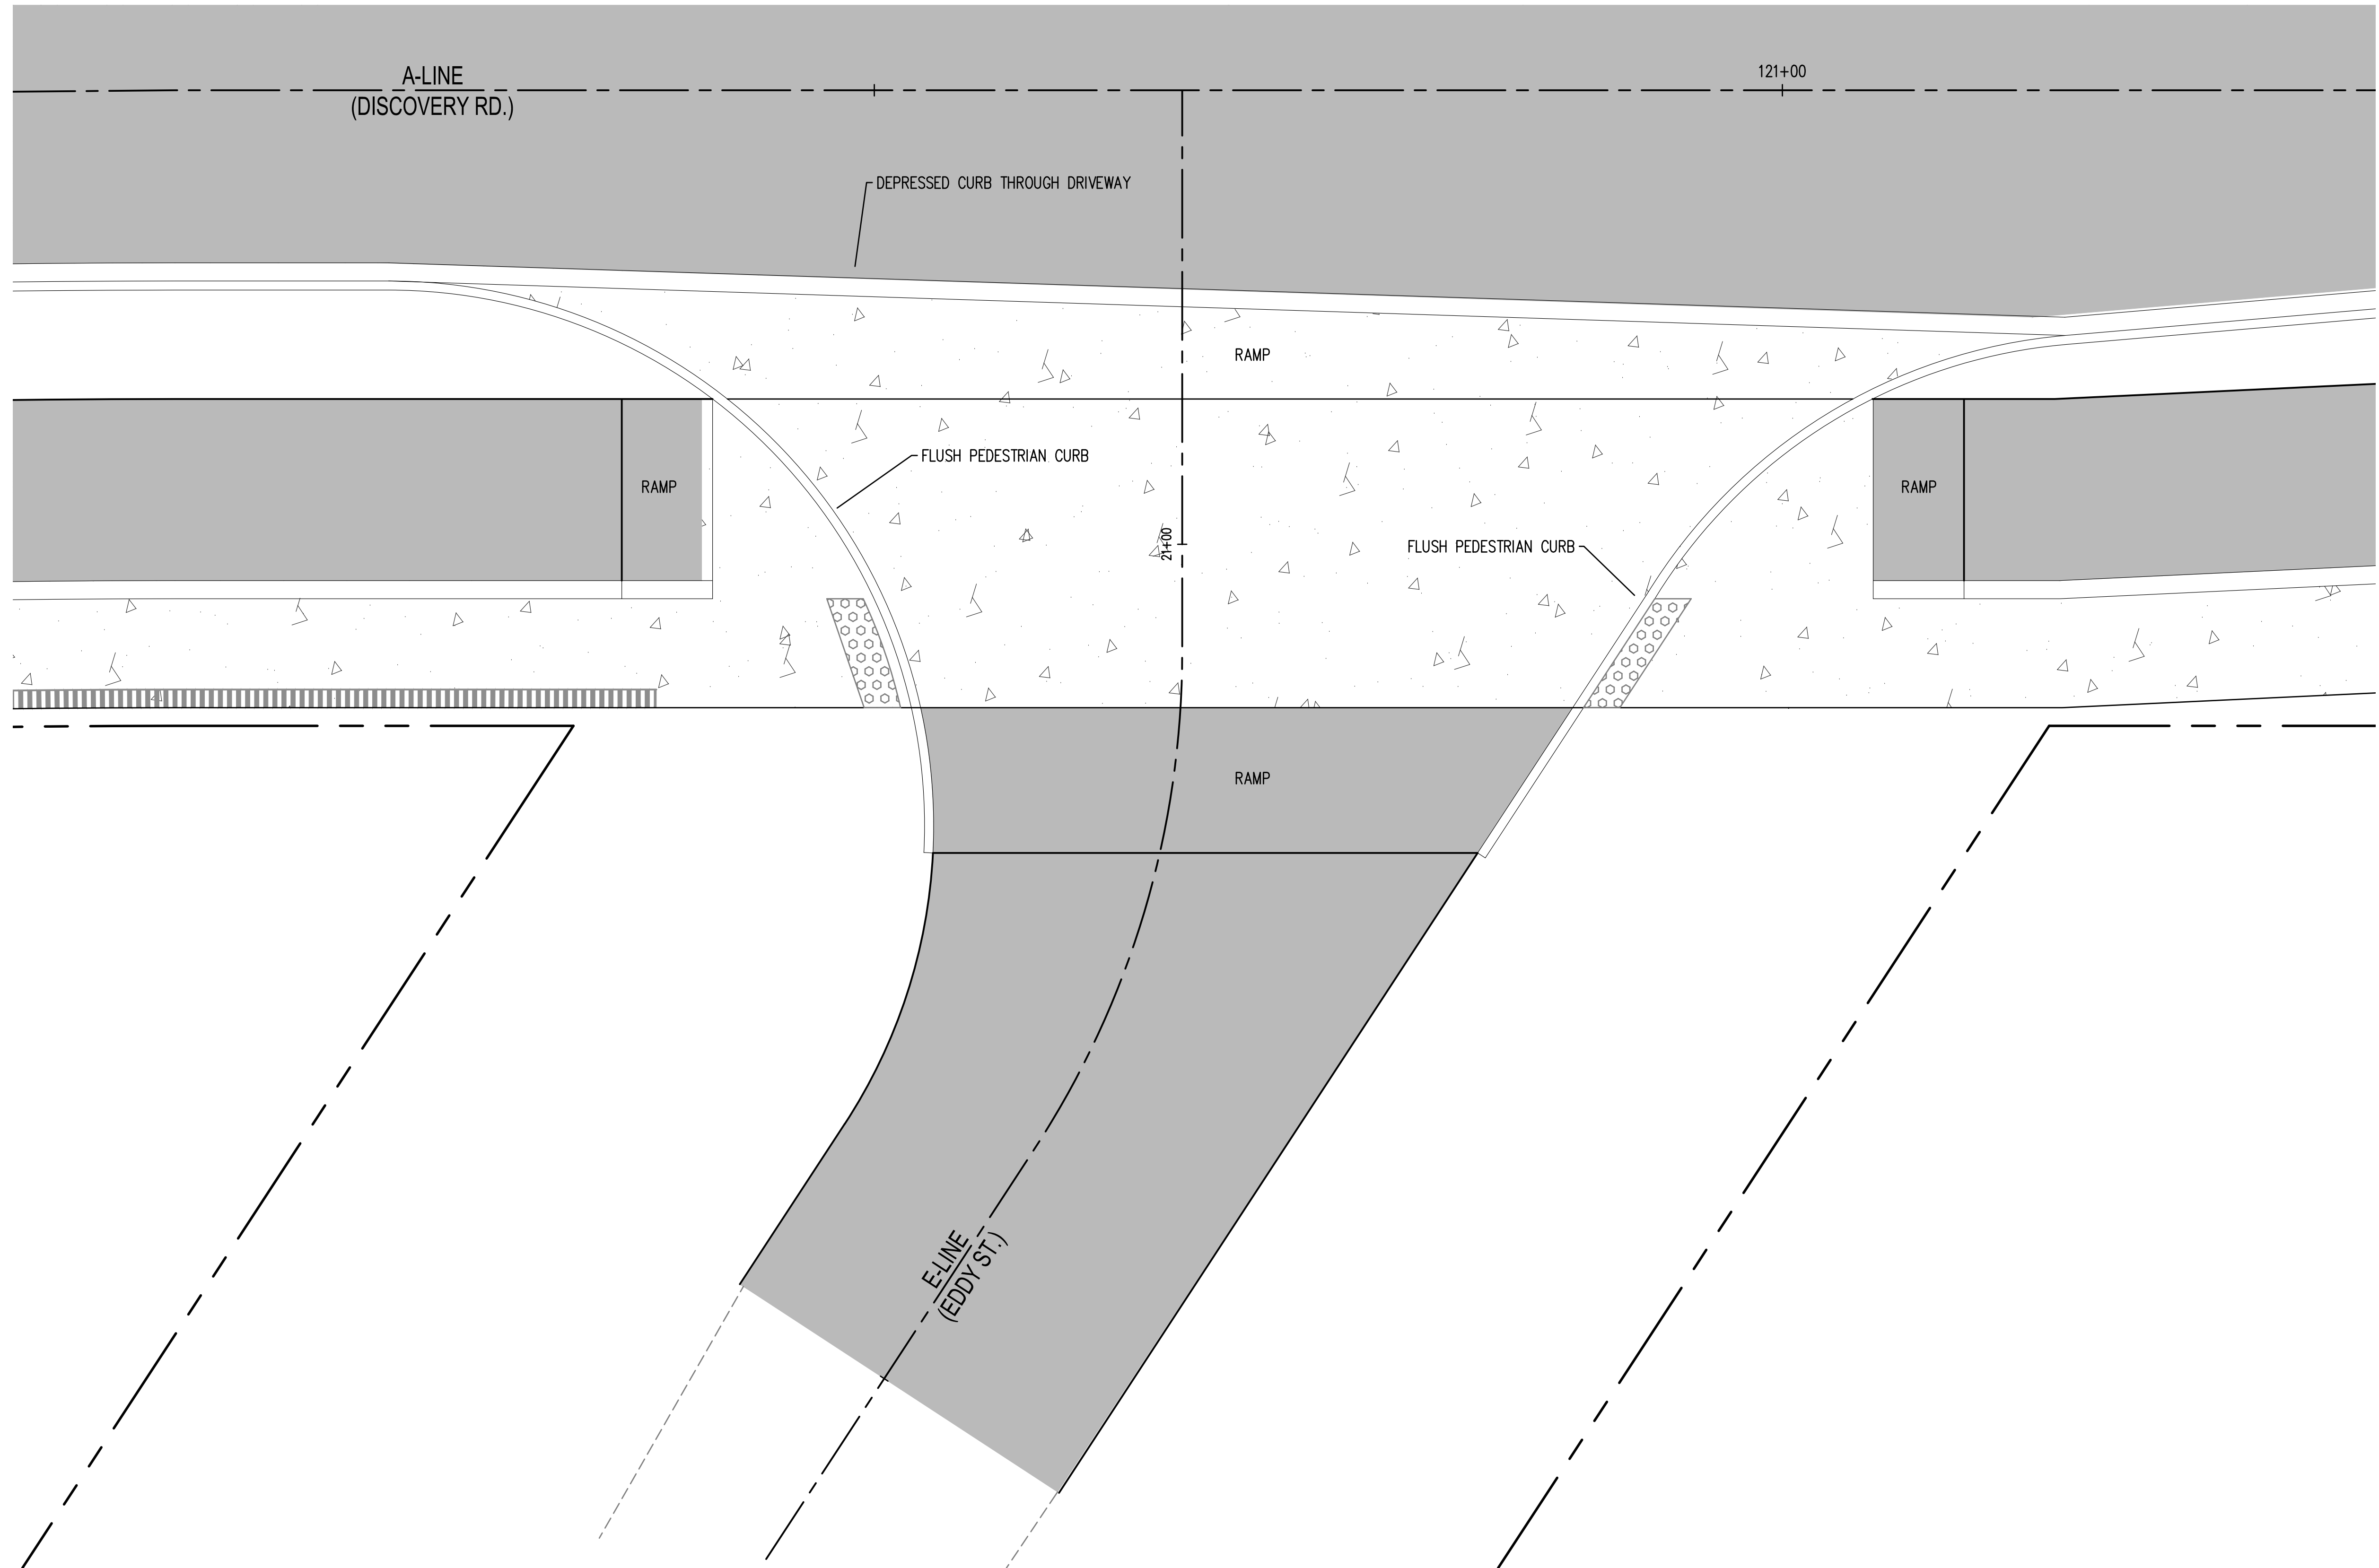 A-LINE
(DISCOVERY RD.)
121+00
DEPRESSED CURB THROUGH DRIVEWAY
RAMP
FLUSH PEDESTRIAN CURB
RAMP
RAMP
21+00
FLUSH PEDESTRIAN CURB
RAMP
E-LINE
(EDDY ST.)